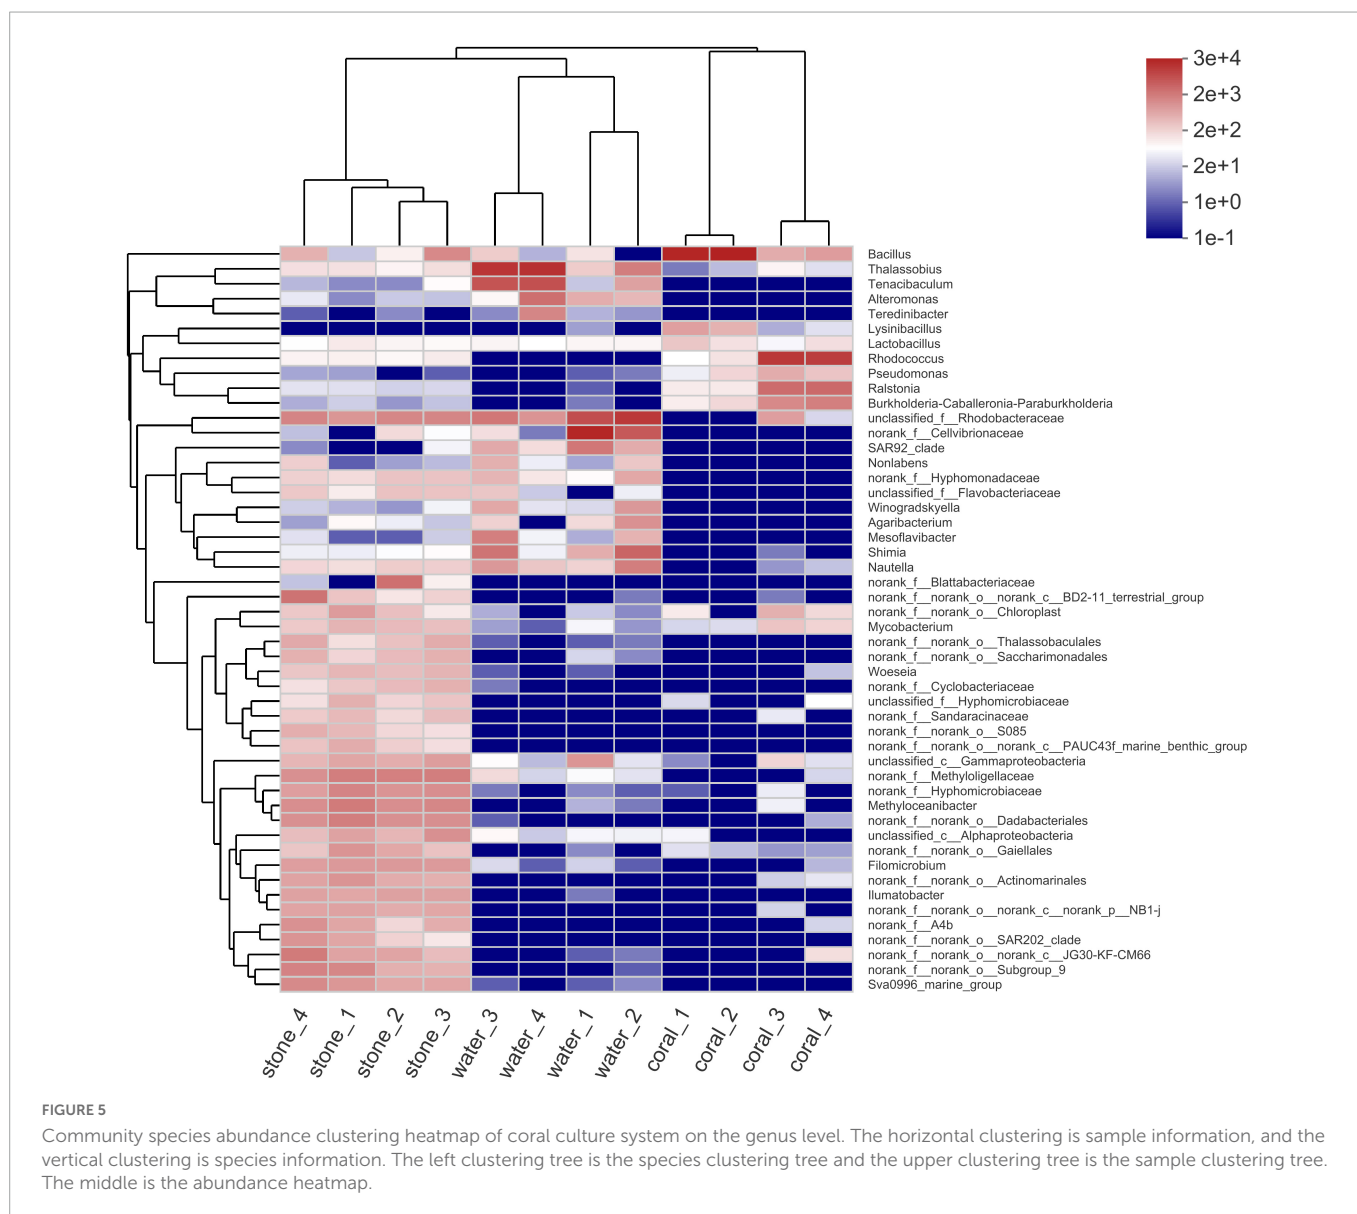 3e+4
2e+3
2e+2
2e+1
1e+0
1e-1
Bacillus
Thalassobius
Tenacibaculum
Alteromonas
Teredinibacter
Lysinibacillus
Lactobacillus
Rhodococcus
Pseudomonas
Ralstonia
Burkholderia-Caballeronia-Paraburkholderia
unclassified_f__Rhodobacteraceae
norank_f__Cellvibrionaceae
SAR92_clade
Nonlabens
norank_f__Hyphomonadaceae
unclassified_f__Flavobacteriaceae
Winogradskyella
Agaribacterium
Mesoflavibacter
Shimia
Nautella
norank_f__Blattabacteriaceae
norank_f__norank_o__norank_c__BD2-11_terrestrial_group
norank_f__norank_o__Chloroplast
Mycobacterium
norank_f__norank_o__Thalassobaculales
norank_f__norank_o__Saccharimonadales
Woeseia
norank_f__Cyclobacteriaceae
unclassified_f__Hyphomicrobiaceae
norank_f__Sandaracinaceae
norank_f__norank_o__S085
norank_f__norank_o__norank_c__PAUC43f_marine_benthic_group
unclassified_c__Gammaproteobacteria
norank_f__Methyloligellaceae
norank_f__Hyphomicrobiaceae
Methyloceanibacter
norank_f__norank_o__Dadabacteriales
unclassified_c__Alphaproteobacteria
norank_f__norank_o__Gaiellales
Filomicrobium
norank_f__norank_o__Actinomarinales
Ilumatobacter
norank_f__norank_o__norank_c__norank_p__NB1-j
norank_f__A4b
norank_f__norank_o__SAR202_clade
norank_f__norank_o__norank_c__JG30-KF-CM66
norank_f__norank_o__Subgroup_9
Sva0996_marine_group
stone_4
stone_1
stone_2
stone_3
water_3
water_4
water_1
water_2
coral_1
coral_2
coral_3
coral_4
FIGURE 5
Community species abundance clustering heatmap of coral culture system on the genus level. The horizontal clustering is sample information, and the
vertical clustering is species information. The left clustering tree is the species clustering tree and the upper clustering tree is the sample clustering tree.
The middle is the abundance heatmap.